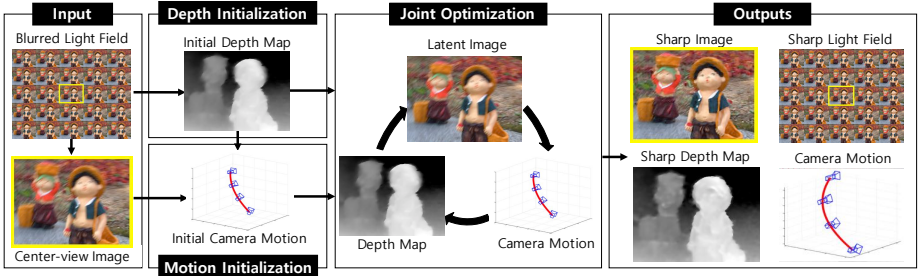 Input
Blurred Light Field
Center-view Image
Depth Initialization
Initial Depth Map
Initial Camera Motion
Motion Initialization
Joint Optimization
Latent Image
Depth Map
Camera Motion
Outputs
Sharp Image
Sharp Light Field
Sharp Depth Map
Camera Motion